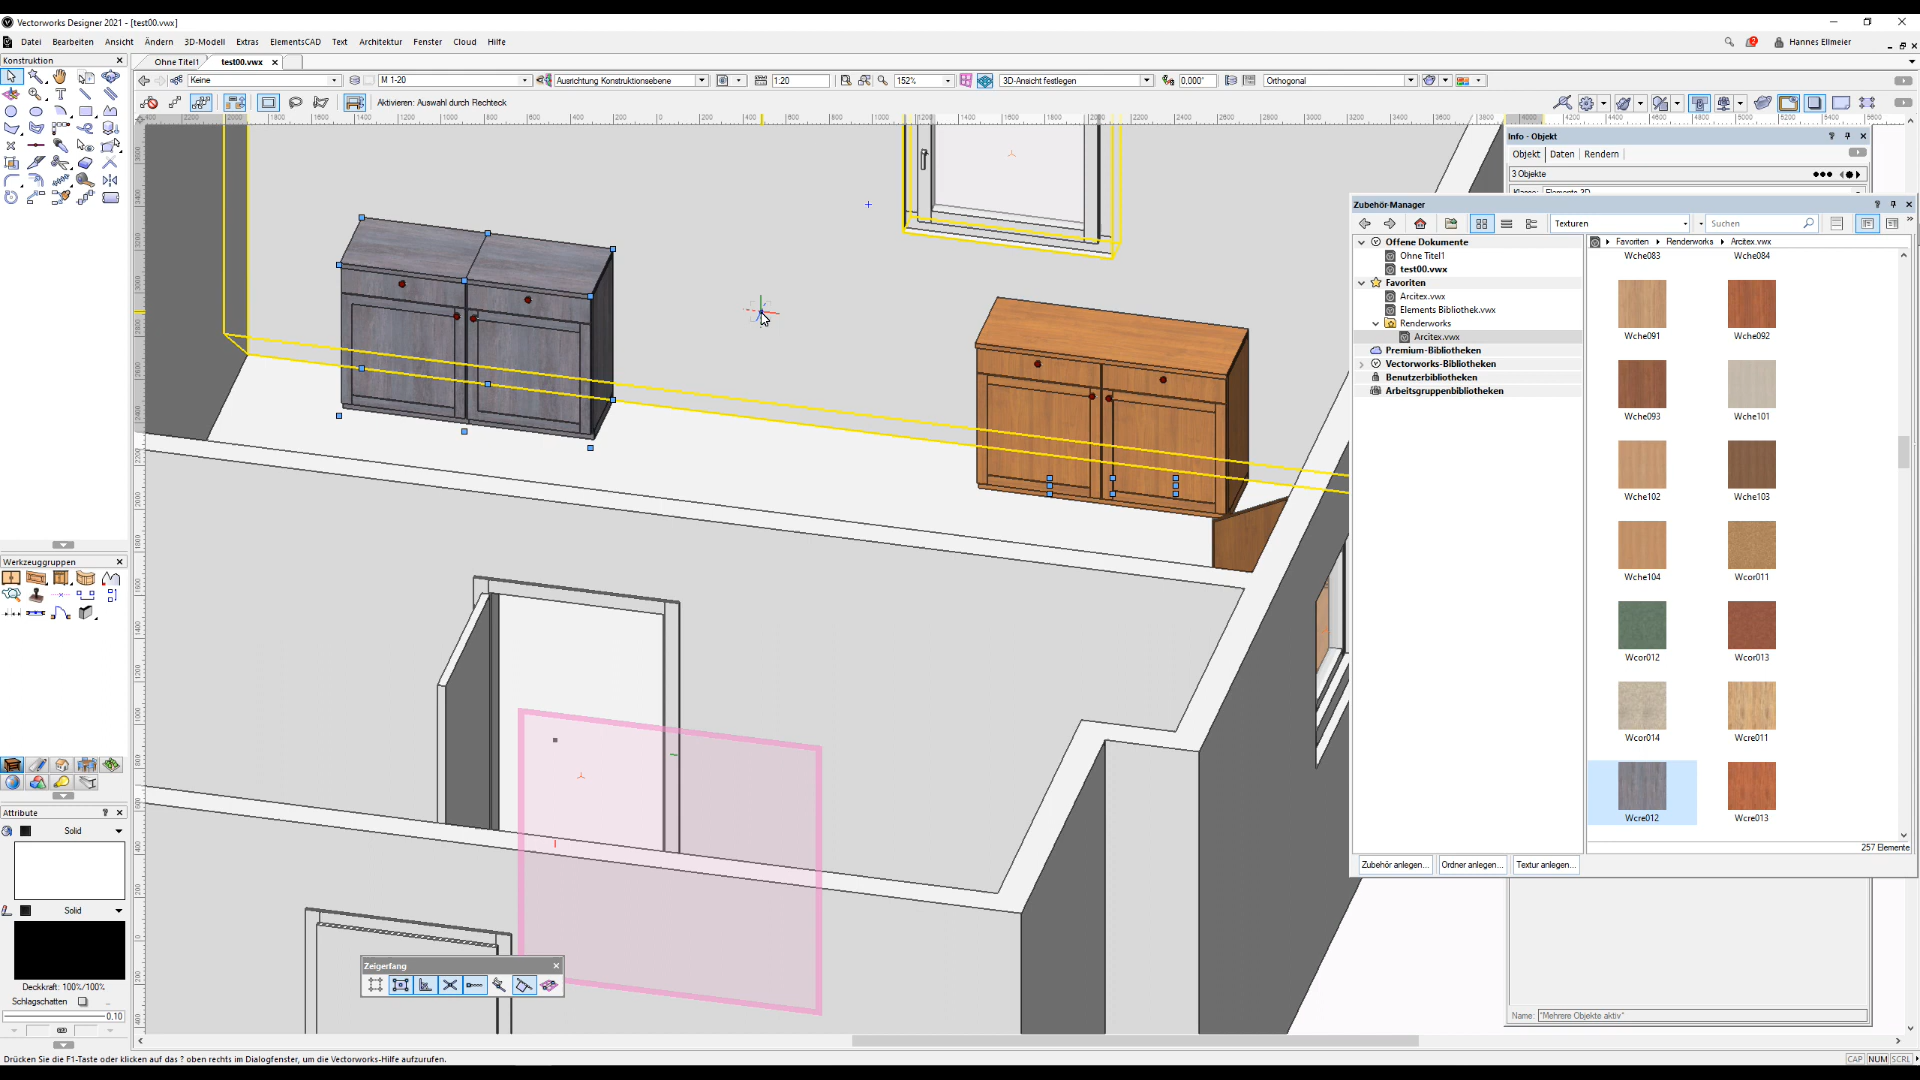 Vectorworks Designer 2021 - [test00.vwx]
Datei Bearbeiten Ansicht Ändern 3D-Modell Extras ElementsCAD Text Architektur Fenster Cloud Hilfe
Hannes Ellmeier
Konstruktion
Ohne Titel1
test00.vwx
Keine
M 1-20
Ausrichtung Konstruktionsebene
1:20
152%
3D-Ansicht festlegen
0.000°
Orthogonal
Aktivieren: Auswahl durch Rechteck
Info - Objekt
Objekt Daten Rendern
3 Objekte
Zubehör-Manager
Texturen
Suchen
Offene Dokumente
Ohne Titel1
test00.vwx
Favoriten
Arcitex.vwx
Elements Bibliothek.vwx
Renderworks
Arcitex.vwx
Premium-Bibliotheken
Vectorworks-Bibliotheken
Benutzerbibliotheken
Arbeitsgruppenbibliotheken
Favoriten Renderworks Arcitex.vwx
Wche083 Wche084
Wche091 Wche092
Wche093 Wche101
Wche102 Wche103
Wche104 Wcor011
Wcor012 Wcor013
Wcor014 Wcre011
Wcre012 Wcre013
257 Elemente
Zubehör anlegen... Ordner anlegen... Textur anlegen...
Name: "Mehrere Objekte aktiv"
Werkzeuggruppen
Attribute
Solid
Solid
Deckkraft: 100%/100%
Schlagschatten
0.10
Zeigerfang
Drücken Sie die F1-Taste oder klicken auf das ? oben rechts im Dialogfenster, um die Vectorworks-Hilfe aufzurufen.
CAP NUM SCRL